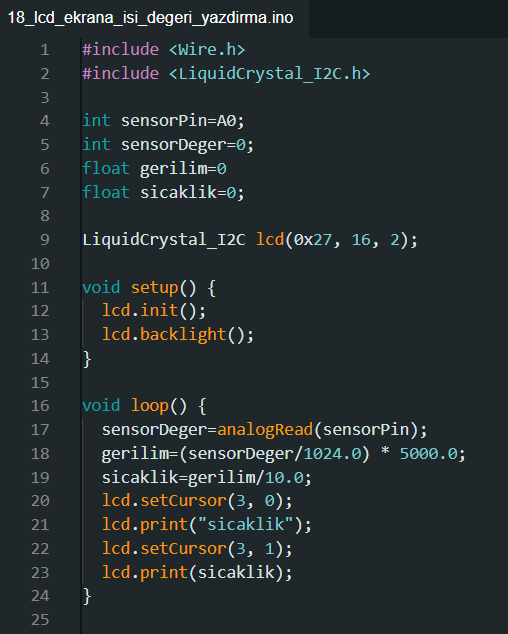 18_lcd_ekrana_isi_degeri_yazdirma.ino
1 #include <Wire.h>
2 #include <LiquidCrystal_I2C.h>
3
4 int sensorPin=A0;
5 int sensorDeger=0;
6 float gerilim=0
7 float sicaklik=0;
8
9 LiquidCrystal_I2C lcd(0x27, 16, 2);
10
11 void setup() {
12   lcd.init();
13   lcd.backlight();
14 }
15
16 void loop() {
17   sensorDeger=analogRead(sensorPin);
18   gerilim=(sensorDeger/1024.0) * 5000.0;
19   sicaklik=gerilim/10.0;
20   lcd.setCursor(3, 0);
21   lcd.print("sicaklik");
22   lcd.setCursor(3, 1);
23   lcd.print(sicaklik);
24 }
25